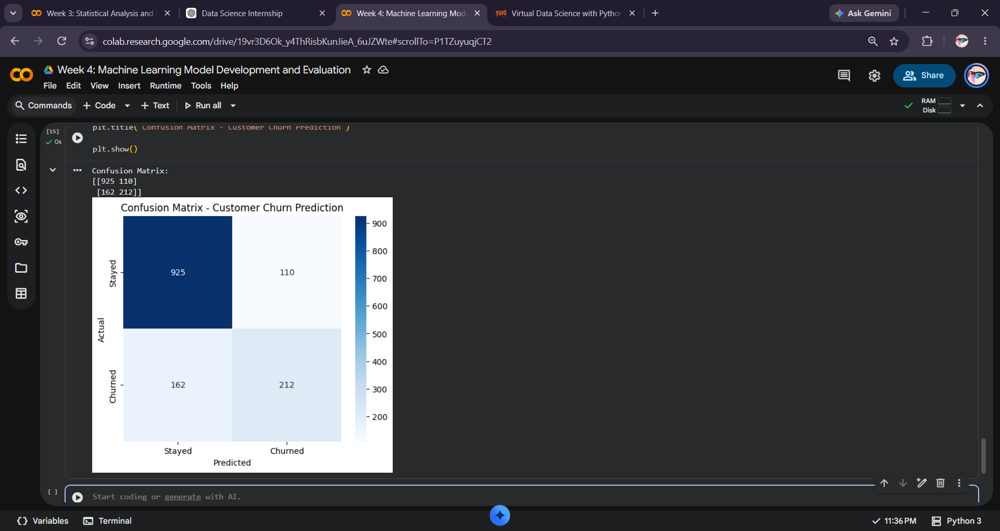 Week 3: Statistical Analysis and
Data Science Internship
Week 4: Machine Learning Mod
Virtual Data Science with Python
Ask Gemini
colab.research.google.com/drive/19vr3D6Ok_y4ThRisbKunJieA_6uJZWte#scrollTo=P1TZuyuqjCT2
Week 4: Machine Learning Model Development and Evaluation
File Edit View Insert Runtime Tools Help
Share
Commands + Code + Text Run all
RAM
Disk
[15]
0s
plt.title('Confusion Matrix - Customer Churn Prediction')
plt.show()
Confusion Matrix:
[[925 110]
[162 212]]
Confusion Matrix - Customer Churn Prediction
Actual
Stayed
Churned
925 110
162 212
900
800
700
600
500
400
300
200
Stayed Churned
Predicted
[ ]
Start coding or generate with AI.
Variables Terminal
11:36 PM Python 3